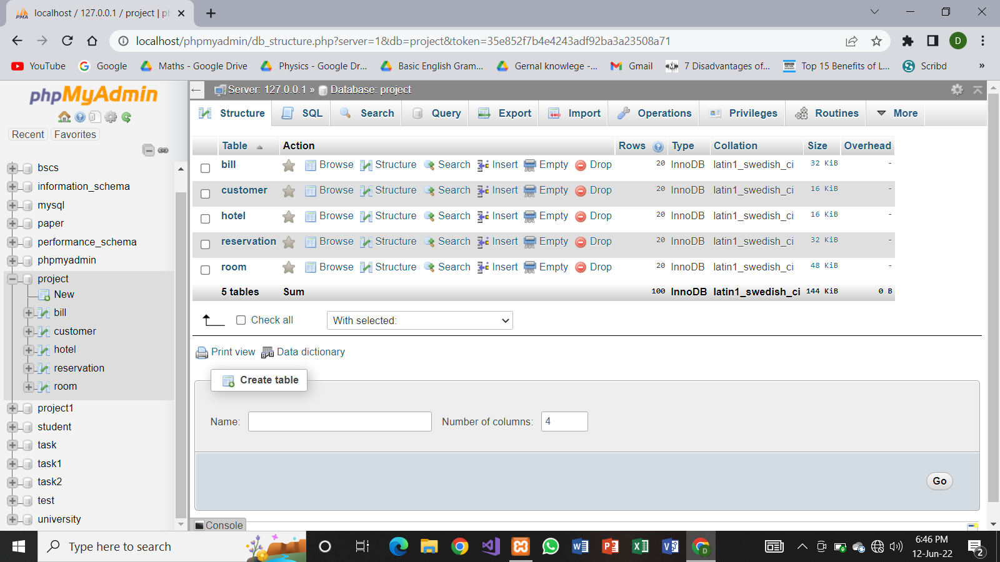 localhost / 127.0.0.1 / project | ph
localhost/phpmyadmin/db_structure.php?server=1&db=project&token=35e852f7b4e4243adf92ba3a23508a71
D
YouTube Google Maths - Google Drive Physics - Google Dr... Basic English Gram... Gernal knowlege -... Gmail 7 Disadvantages of... Top 15 Benefits of L... Scribd »
phpMyAdmin
Recent Favorites
bscs
information_schema
mysql
paper
performance_schema
phpmyadmin
project
New
bill
customer
hotel
reservation
room
project1
student
task
task1
task2
test
university
Server: 127.0.0.1 » Database: project
Structure SQL Search Query Export Import Operations Privileges Routines More
Table Action Rows Type Collation Size Overhead
bill Browse Structure Search Insert Empty Drop 20 InnoDB latin1_swedish_ci 32 KiB -
customer Browse Structure Search Insert Empty Drop 20 InnoDB latin1_swedish_ci 16 KiB -
hotel Browse Structure Search Insert Empty Drop 20 InnoDB latin1_swedish_ci 16 KiB -
reservation Browse Structure Search Insert Empty Drop 20 InnoDB latin1_swedish_ci 32 KiB -
room Browse Structure Search Insert Empty Drop 20 InnoDB latin1_swedish_ci 48 KiB -
5 tables Sum 100 InnoDB latin1_swedish_ci 144 KiB 0 B
Check all With selected:
Print view Data dictionary
Create table
Name: Number of columns: 4
Go
Console
Type here to search
6:46 PM
12-Jun-22
2